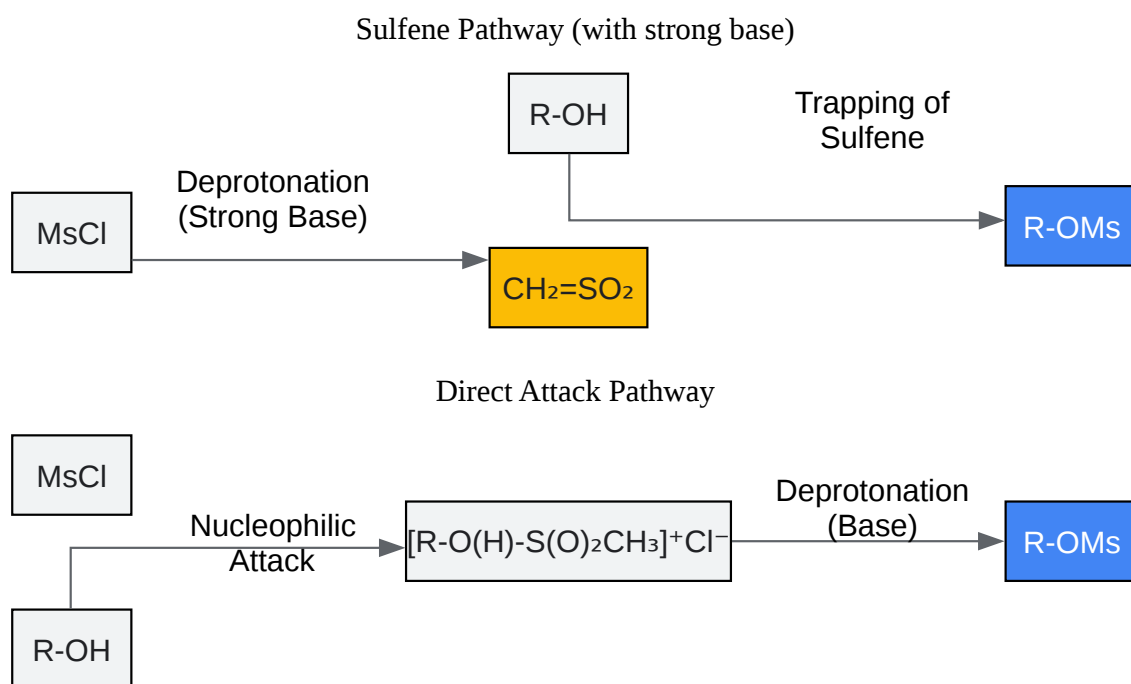 Sulfene Pathway (with strong base)
R-OH
Trapping of
Sulfene
Deprotonation
(Strong Base)
MsCl
R-OMs
CH₂=SO₂
Direct Attack Pathway
MsCl
Nucleophilic
Attack
[R-O(H)-S(O)₂CH₃]⁺Cl⁻
Deprotonation
(Base)
R-OMs
R-OH